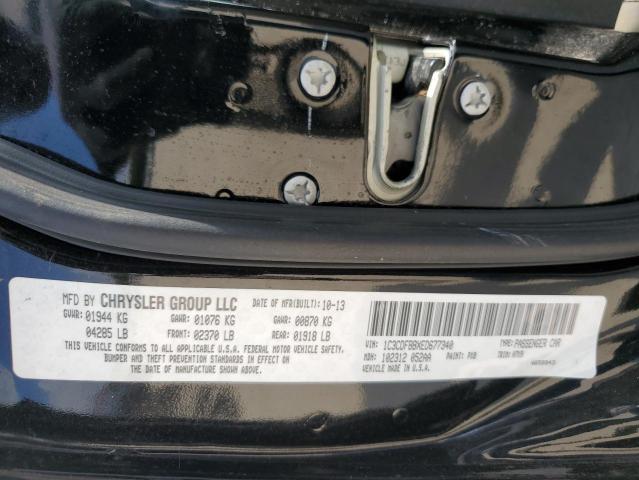 MFD BY CHRYSLER GROUP LLC DATE OF MFR(BUILT): 10-13
GVWR: 01944 KG GAWR: 01076 KG GAWR: 00870 KG
04285 LB FRONT: 02370 LB REAR: 01918 LB
THIS VEHICLE CONFORMS TO ALL APPLICABLE U.S.A. FEDERAL MOTOR VEHICLE SAFETY,
BUMPER AND THEFT PREVENTION STANDARDS IN EFFECT
ON THE DATE OF MANUFACTURE SHOWN ABOVE.
VIN: 1C3CDFBBXED677340 TYPE: PASSENGER CAR
MDH: 102312 052AA PAINT: PXB TRIM:
VEHICLE MADE IN U.S.A.